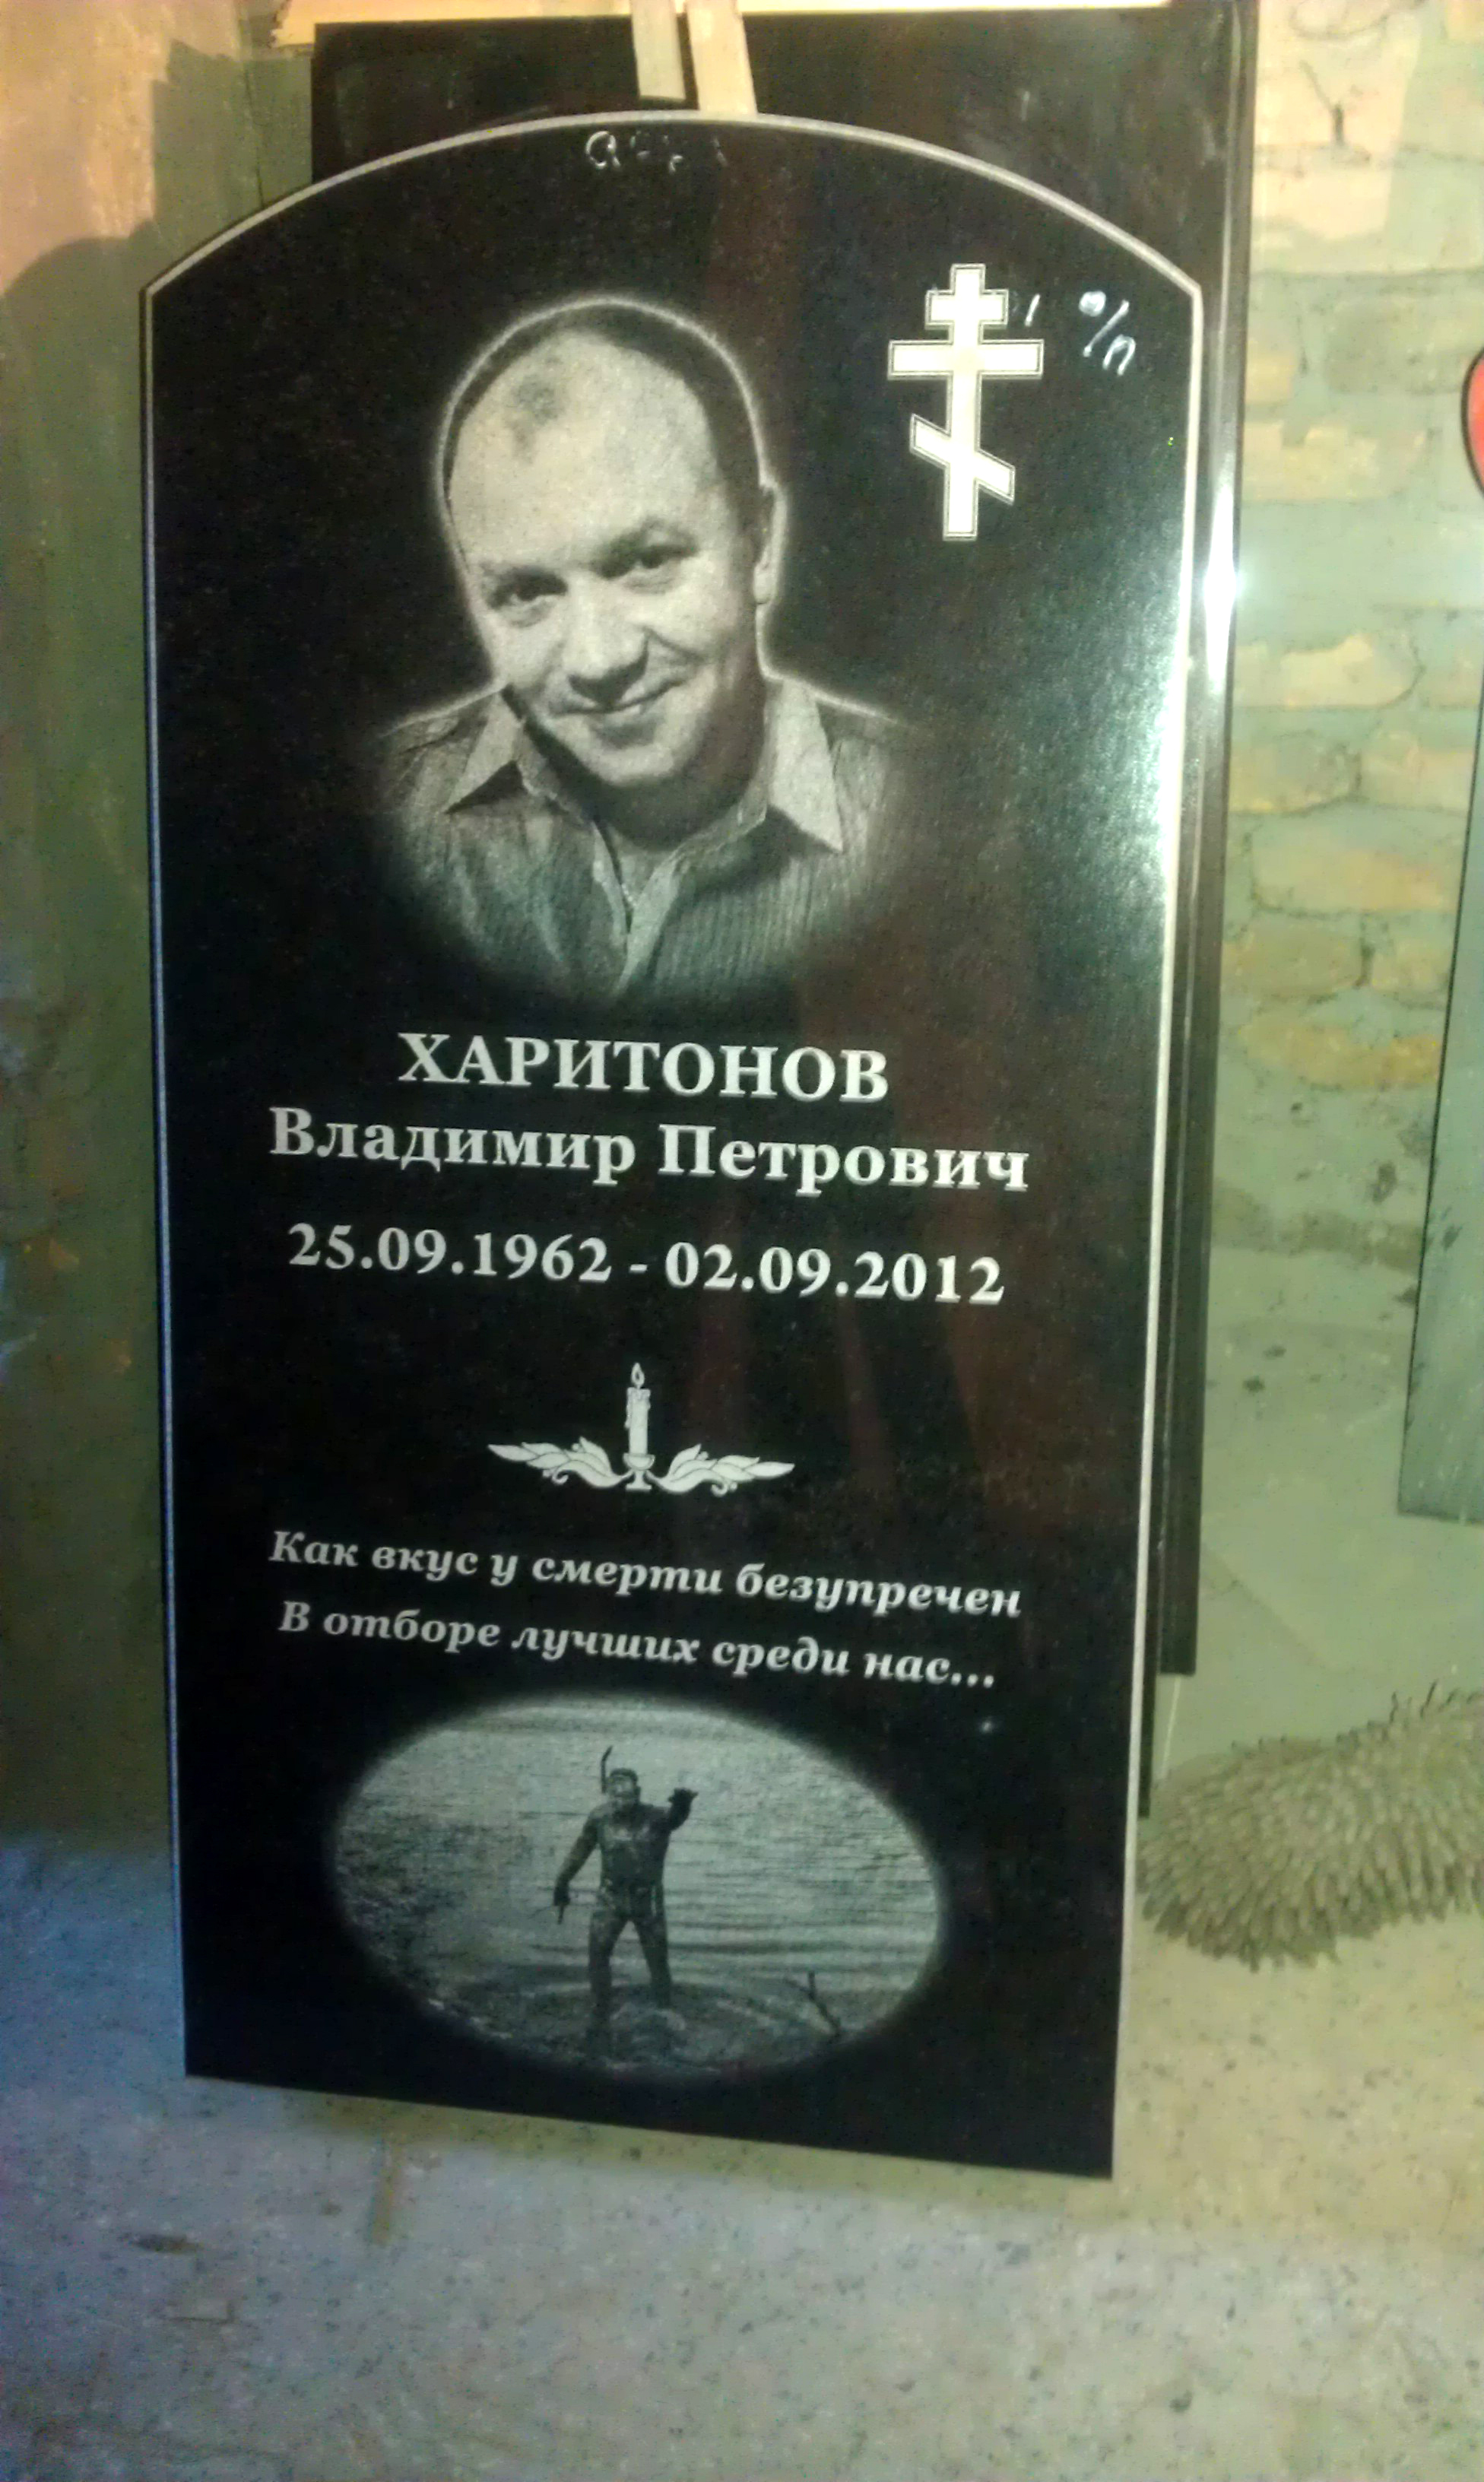 о/п
ХАРИТОНОВ
Владимир Петрович
25.09.1962 - 02.09.2012
Как вкус у смерти безупречен
В отборе лучших среди нас...